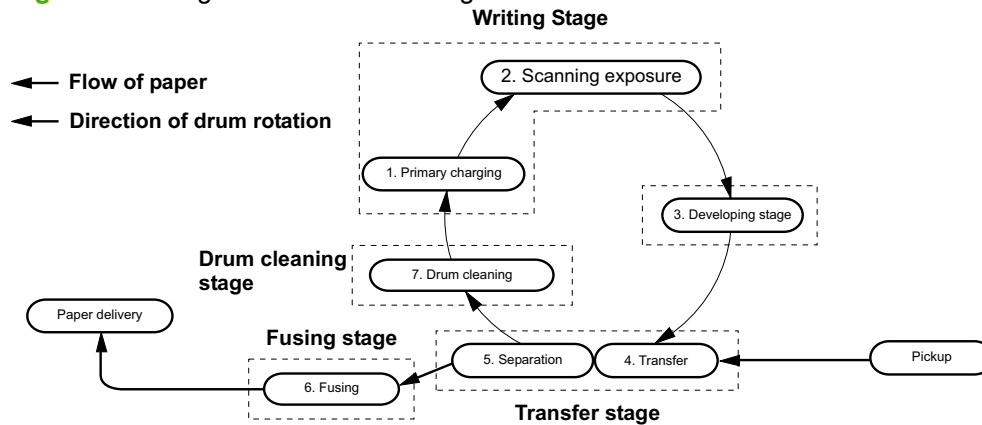 Writing Stage
2. Scanning exposure
Flow of paper
Direction of drum rotation
1. Primary charging
3. Developing stage
Drum cleaning
stage
7. Drum cleaning
Paper delivery
Fusing stage
5. Separation
4. Transfer
Pickup
6. Fusing
Transfer stage